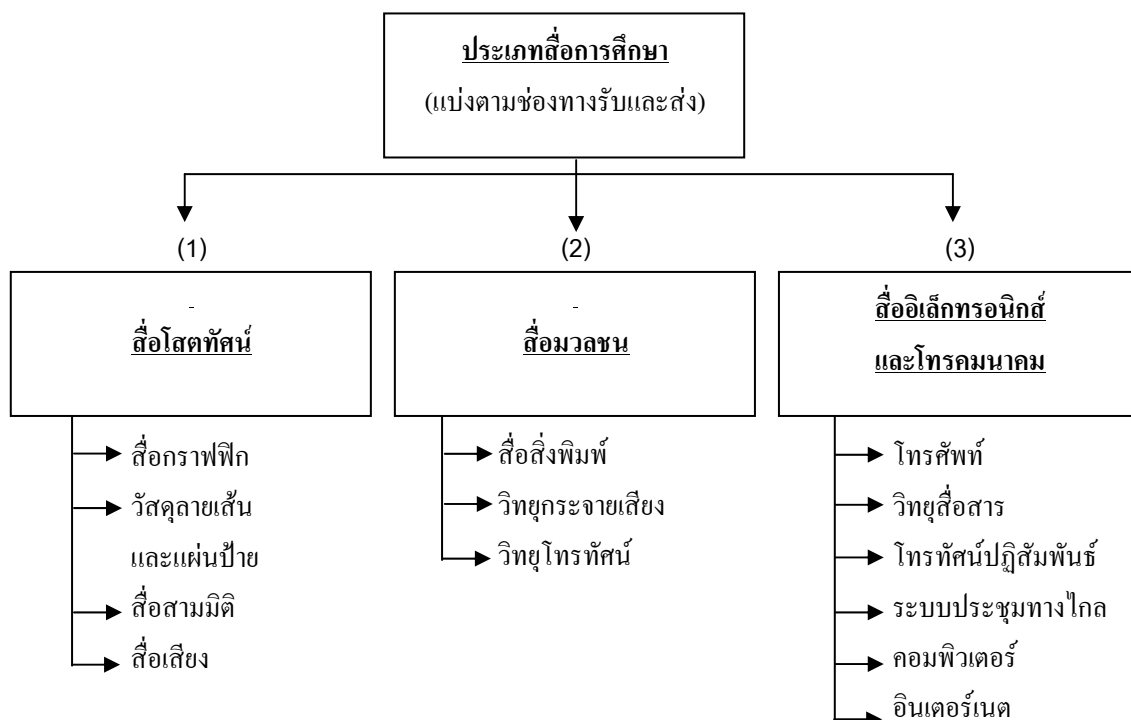 ประเภทสื่อการศึกษา
(แบ่งตามช่องทางรับและส่ง)
(1)
สื่อโสตทัศน์
สื่อกราฟฟิก
วัสดุลายเส้น
และแผ่นป้าย
สื่อสามมิติ
สื่อเสียง
(2)
สื่อมวลชน
สื่อสิ่งพิมพ์
วิทยุกระจายเสียง
วิทยุโทรทัศน์
(3)
สื่ออิเล็กทรอนิกส์
และโทรคมนาคม
โทรศัพท์
วิทยุสื่อสาร
โทรทัศน์ปฏิสัมพันธ์
ระบบประชุมทางไกล
คอมพิวเตอร์
อินเตอร์เนต